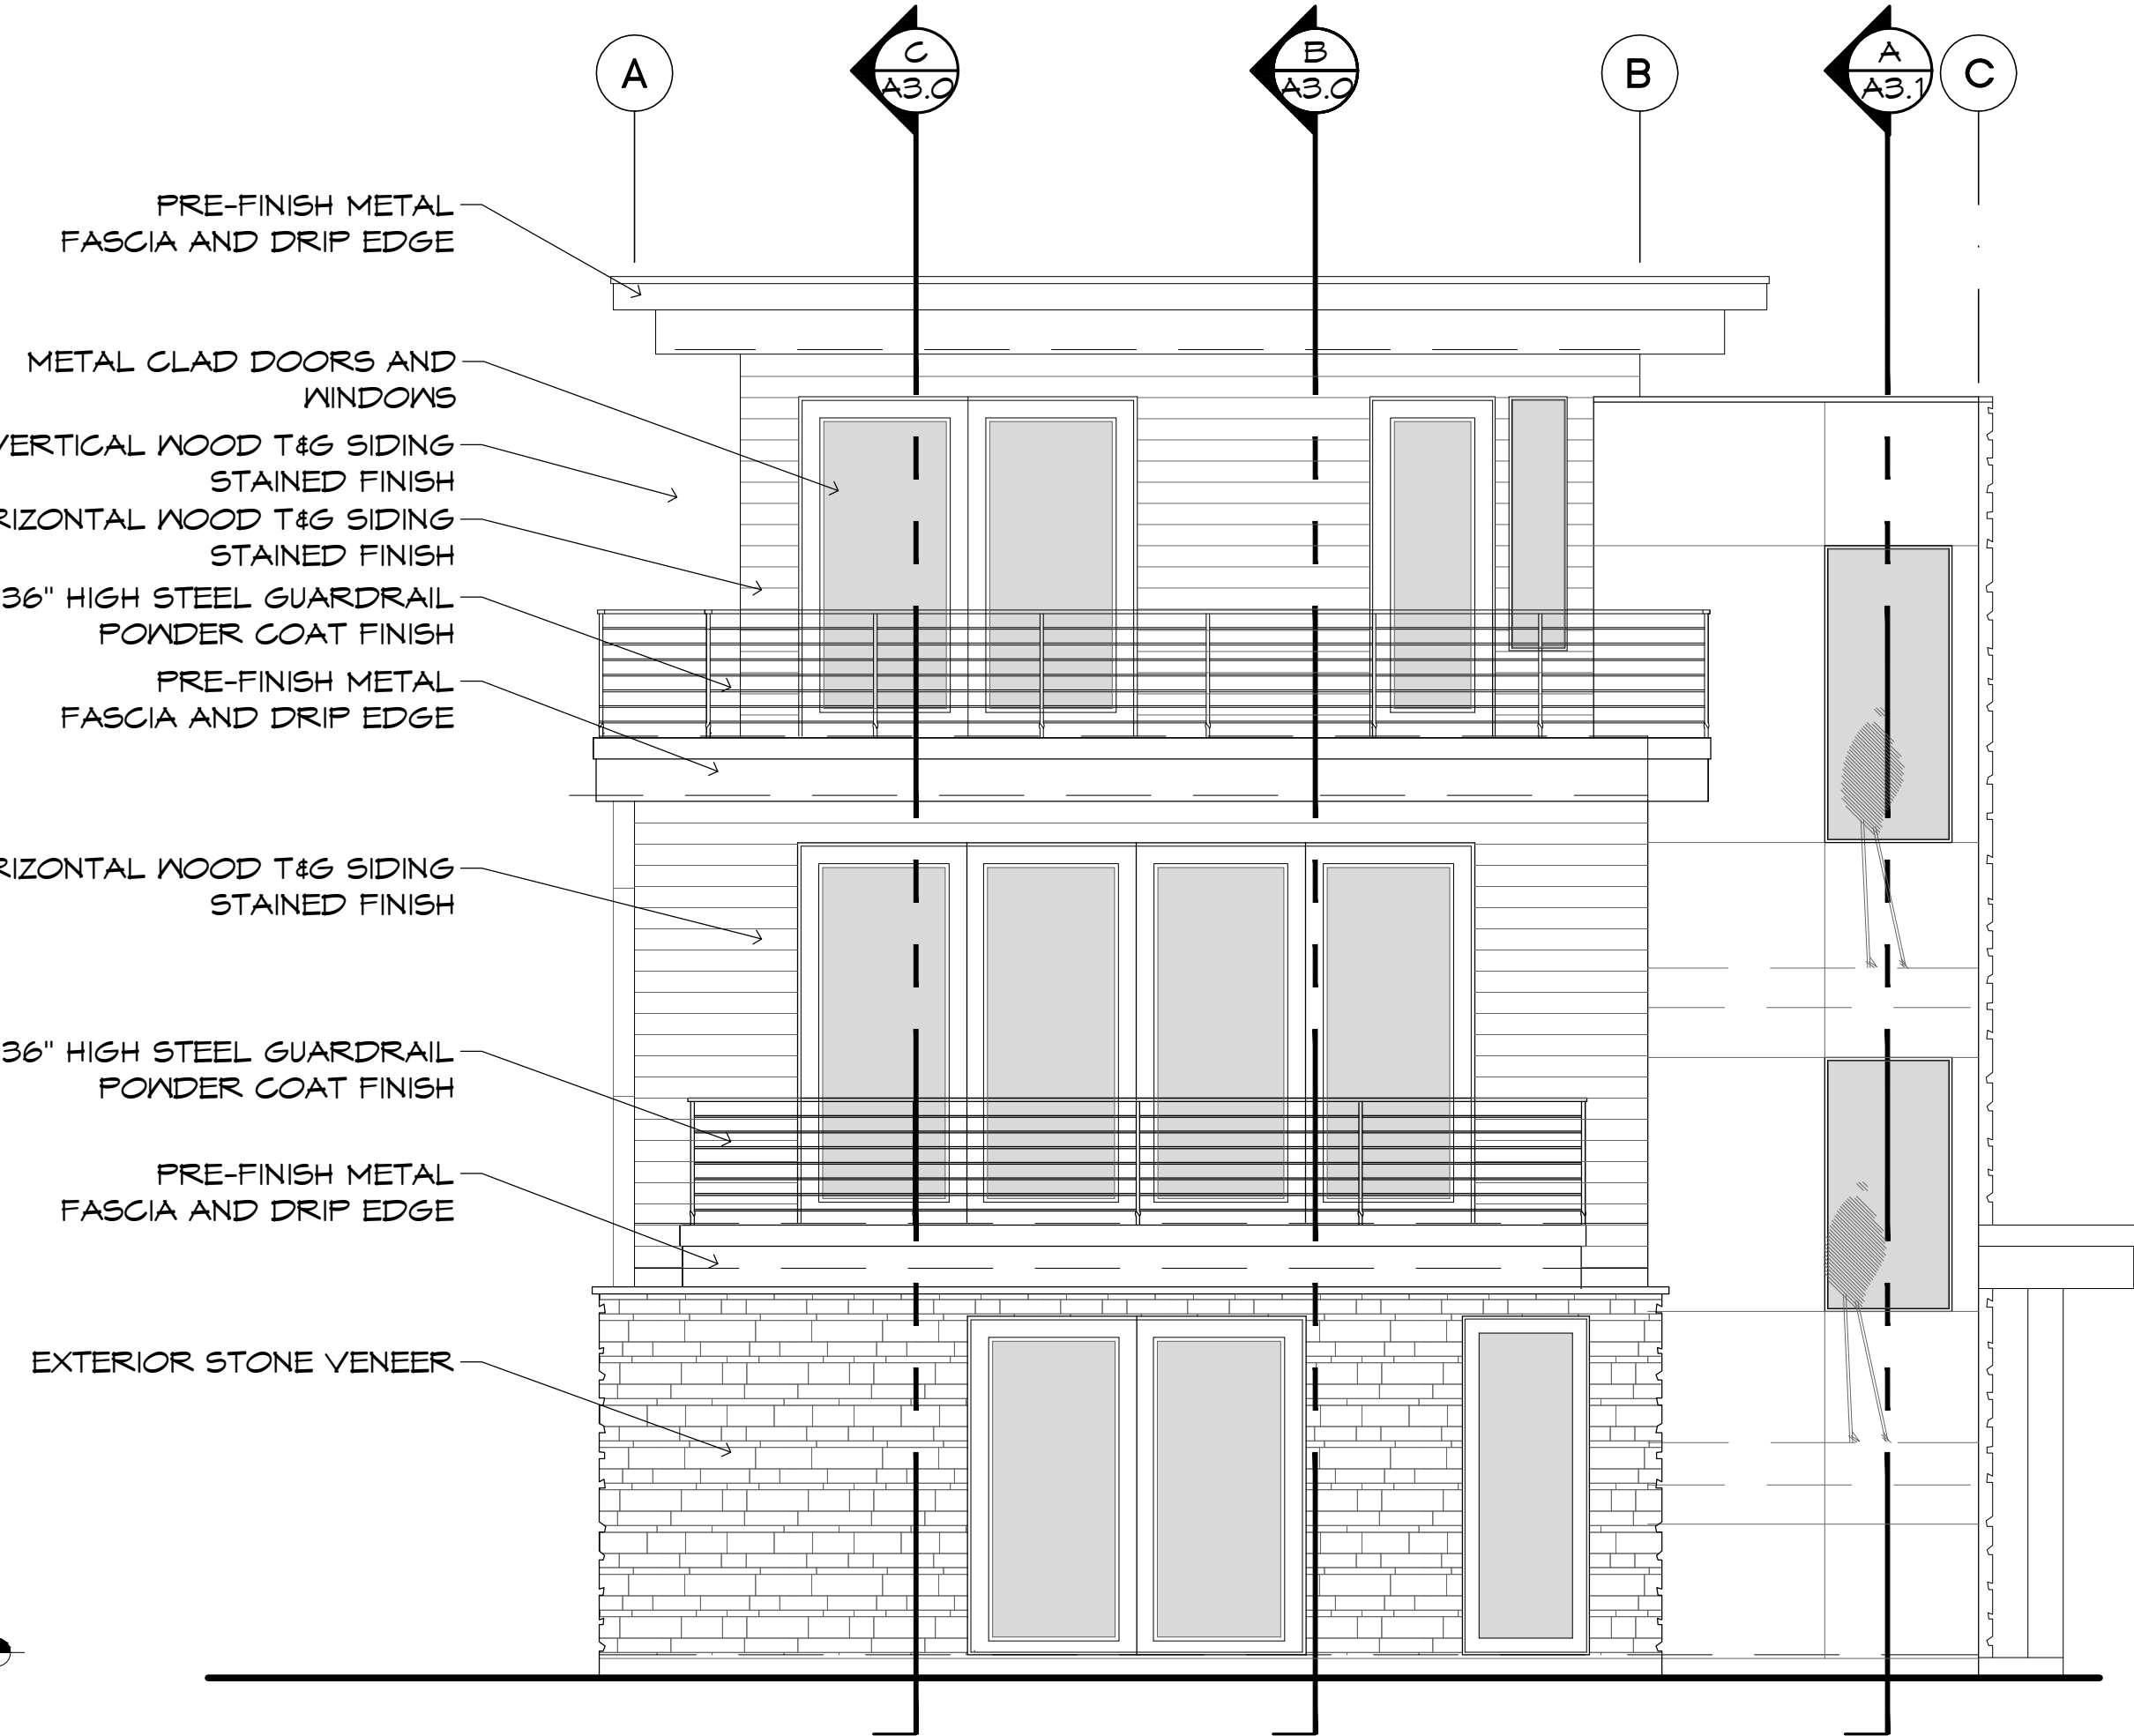 C
A3.0
B
A3.0
A
A3.1
A
B
C
PRE-FINISH METAL
FASCIA AND DRIP EDGE
METAL CLAD DOORS AND
WINDOWS
VERTICAL WOOD T&G SIDING
STAINED FINISH
RIZONTAL WOOD T&G SIDING
STAINED FINISH
36" HIGH STEEL GUARDRAIL
POWDER COAT FINISH
PRE-FINISH METAL
FASCIA AND DRIP EDGE
RIZONTAL WOOD T&G SIDING
STAINED FINISH
36" HIGH STEEL GUARDRAIL
POWDER COAT FINISH
PRE-FINISH METAL
FASCIA AND DRIP EDGE
EXTERIOR STONE VENEER